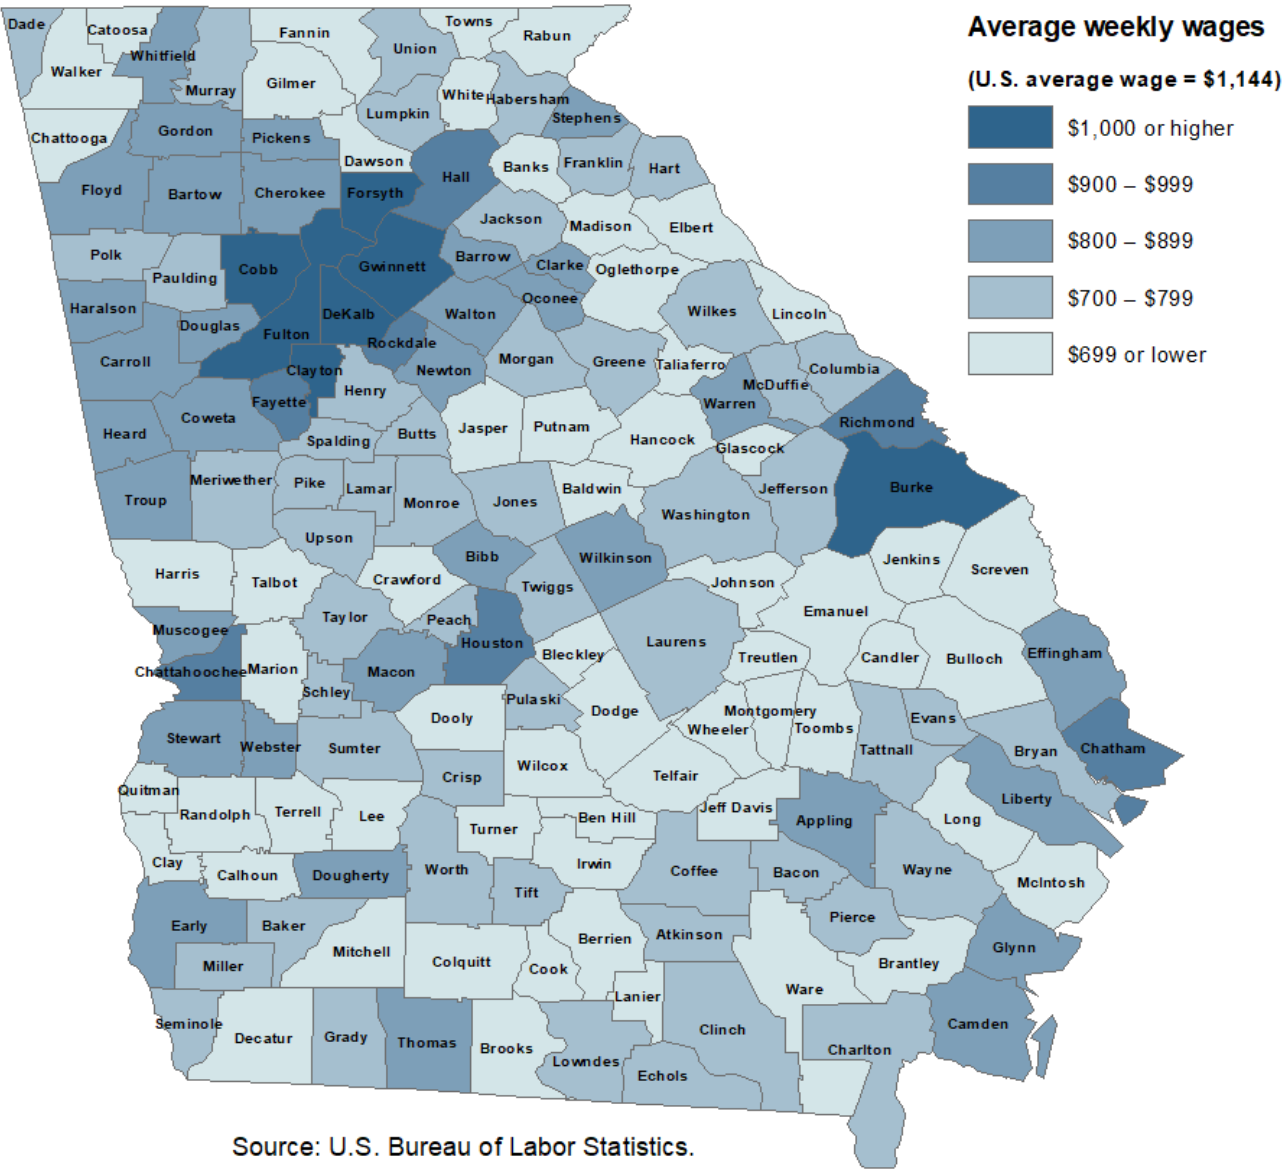 Average weekly wages
(U.S. average wage = $1,144)
$1,000 or higher
$900 – $999
$800 – $899
$700 – $799
$699 or lower
Dade
Catoosa
Whitfield
Walker
Murray
Fannin
Gilmer
Union
Towns
Rabun
White
Habersham
Stephens
Lumpkin
Chattooga
Gordon
Pickens
Dawson
Hall
Banks
Franklin
Hart
Floyd
Bartow
Cherokee
Forsyth
Jackson
Madison
Elbert
Polk
Paulding
Cobb
Gwinnett
Barrow
Clarke
Oconee
Oglethorpe
Wilkes
Lincoln
Haralson
Douglas
Fulton
DeKalb
Rockdale
Walton
Morgan
Greene
Taliaferro
McDuffie
Columbia
Warren
Carroll
Clayton
Fayette
Henry
Newton
Richmond
Heard
Coweta
Spalding
Butts
Jasper
Putnam
Hancock
Glascock
Troup
Meriwether
Pike
Lamar
Monroe
Jones
Baldwin
Washington
Jefferson
Burke
Upson
Bibb
Wilkinson
Twiggs
Johnson
Jenkins
Screven
Harris
Talbot
Crawford
Taylor
Peach
Houston
Laurens
Emanuel
Muscogee
Chattahoochee
Marion
Schley
Macon
Bleckley
Treutlen
Candler
Bulloch
Effingham
Pulaski
Dooly
Dodge
Wheeler
Montgomery
Toombs
Tattnall
Evans
Bryan
Chatham
Stewart
Webster
Sumter
Crisp
Wilcox
Telfair
Liberty
Quitman
Randolph
Terrell
Lee
Turner
Ben Hill
Jeff Davis
Appling
Long
Clay
Calhoun
Dougherty
Worth
Tift
Irwin
Coffee
Bacon
Wayne
McIntosh
Early
Baker
Mitchell
Miller
Colquitt
Cook
Berrien
Atkinson
Pierce
Brantley
Glynn
Seminole
Decatur
Grady
Thomas
Brooks
Lanier
Lowndes
Echols
Clinch
Ware
Charlton
Camden
Source: U.S. Bureau of Labor Statistics.